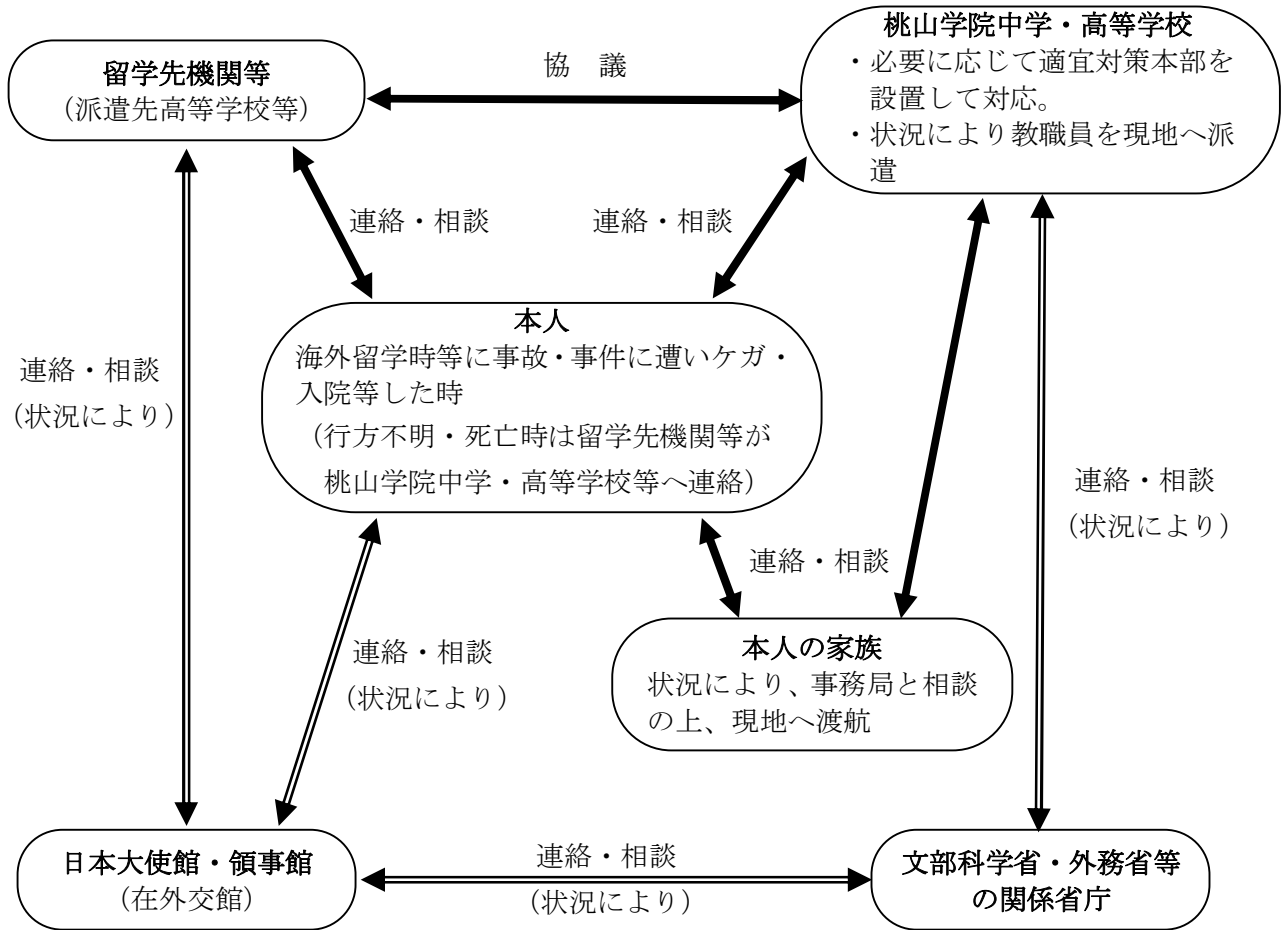 桃山学院中学・高等学校
・必要に応じて適宜対策本部を
設置して対応。
・状況により教職員を現地へ派
遣
留学先機関等
（派遣先高等学校等）
協　議
連絡・相談
連絡・相談
本人
海外留学時等に事故・事件に遭いケガ・
入院等した時
（行方不明・死亡時は留学先機関等が
桃山学院中学・高等学校等へ連絡）
連絡・相談
（状況により）
連絡・相談
（状況により）
連絡・相談
本人の家族
状況により、事務局と相談
の上、現地へ渡航
連絡・相談
（状況により）
日本大使館・領事館
（在外交館）
連絡・相談
（状況により）
文部科学省・外務省等
の関係省庁